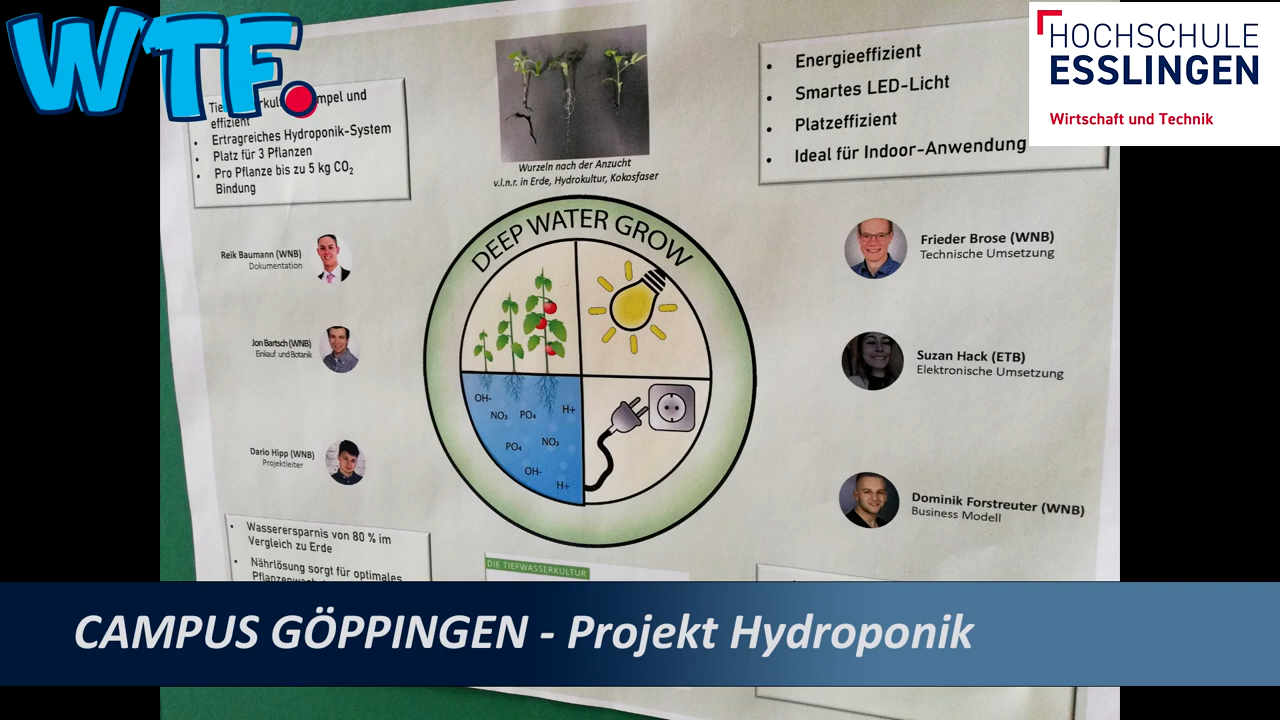 WTF.
HOCHSCHULE
ESSLINGEN
Wirtschaft und Technik
effizient
• Ertragreiches Hydroponik-System
• Platz für 3 Pflanzen
• Pro Pflanze bis zu 5 kg CO₂
Bindung
Wurzeln nach der Anzucht
v.l.n.r. in Erde, Hydrokultur, Kokosfaser
• Energieeffizient
• Smartes LED-Licht
• Platzeffizient
• Ideal für Indoor-Anwendung
DEEP WATER GROW
OH-
NO₃
PO₄
H+
PO₄
NO₃
OH-
H+
Reik Baumann (WNB)
Dokumentation
Jon Bartsch (WNB)
Einkauf und Botanik
Dario Hipp (WNB)
Projektleiter
Frieder Brose (WNB)
Technische Umsetzung
Suzan Hack (ETB)
Elektronische Umsetzung
Dominik Forstreuter (WNB)
Business Modell
• Wasserersparnis von 80 % im
Vergleich zu Erde
• Nährlösung sorgt für optimales
DIE TIEFWASSERKULTUR
CAMPUS GÖPPINGEN - Projekt Hydroponik